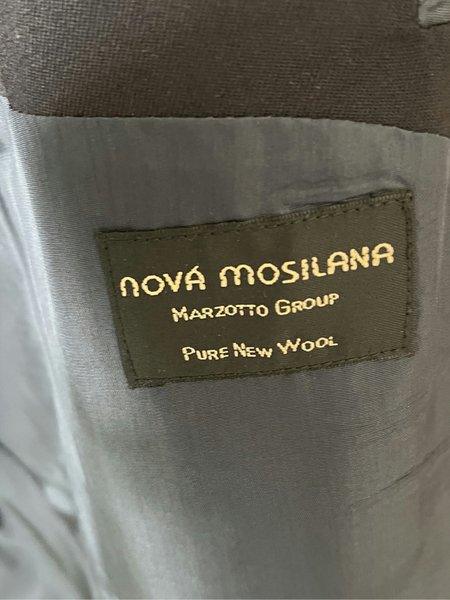 nová mosilana
Marzotto Group
Pure New Wool